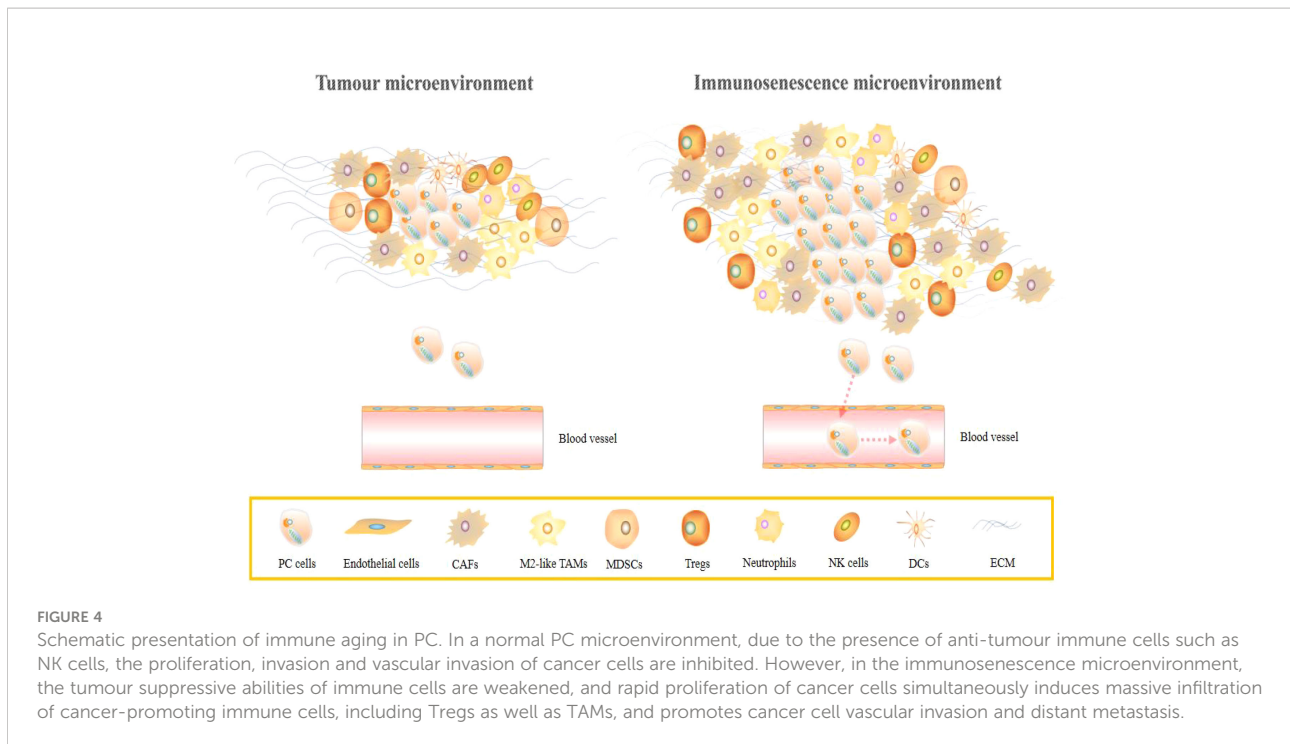 Tumour microenvironment
Immunosenescence microenvironment
Blood vessel
Blood vessel
PC cells
Endothelial cells
CAFs
M2-like TAMs
MDSCs
Tregs
Neutrophils
NK cells
DCs
ECM
FIGURE 4
Schematic presentation of immune aging in PC. In a normal PC microenvironment, due to the presence of anti-tumour immune cells such as
NK cells, the proliferation, invasion and vascular invasion of cancer cells are inhibited. However, in the immunosenescence microenvironment,
the tumour suppressive abilities of immune cells are weakened, and rapid proliferation of cancer cells simultaneously induces massive infiltration
of cancer-promoting immune cells, including Tregs as well as TAMs, and promotes cancer cell vascular invasion and distant metastasis.